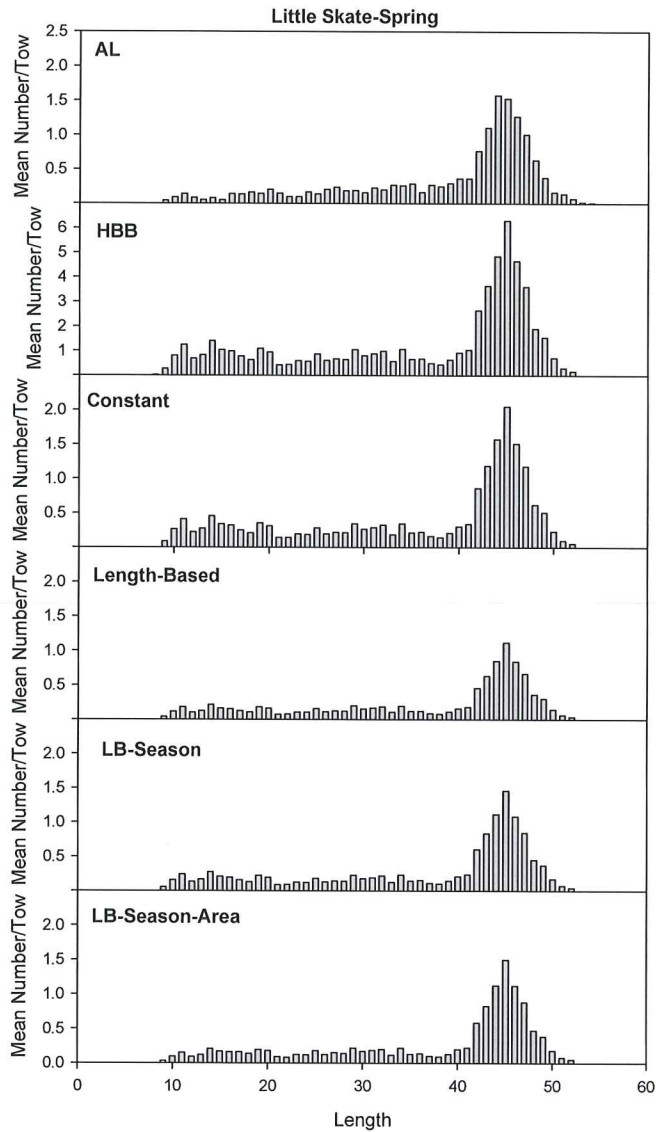 Little Skate-Spring
AL
Mean Number/Tow
2.5
2.0
1.5
1.0
0.5
HBB
Mean Number/Tow
6
5
4
3
2
1
Constant
Mean Number/Tow
2.0
1.5
1.0
0.5
Length-Based
Mean Number/Tow
2.0
1.5
1.0
0.5
LB-Season
Mean Number/Tow
2.0
1.5
1.0
0.5
LB-Season-Area
Mean Number/Tow
2.0
1.5
1.0
0.5
0.0
0 10 20 30 40 50 60
Length